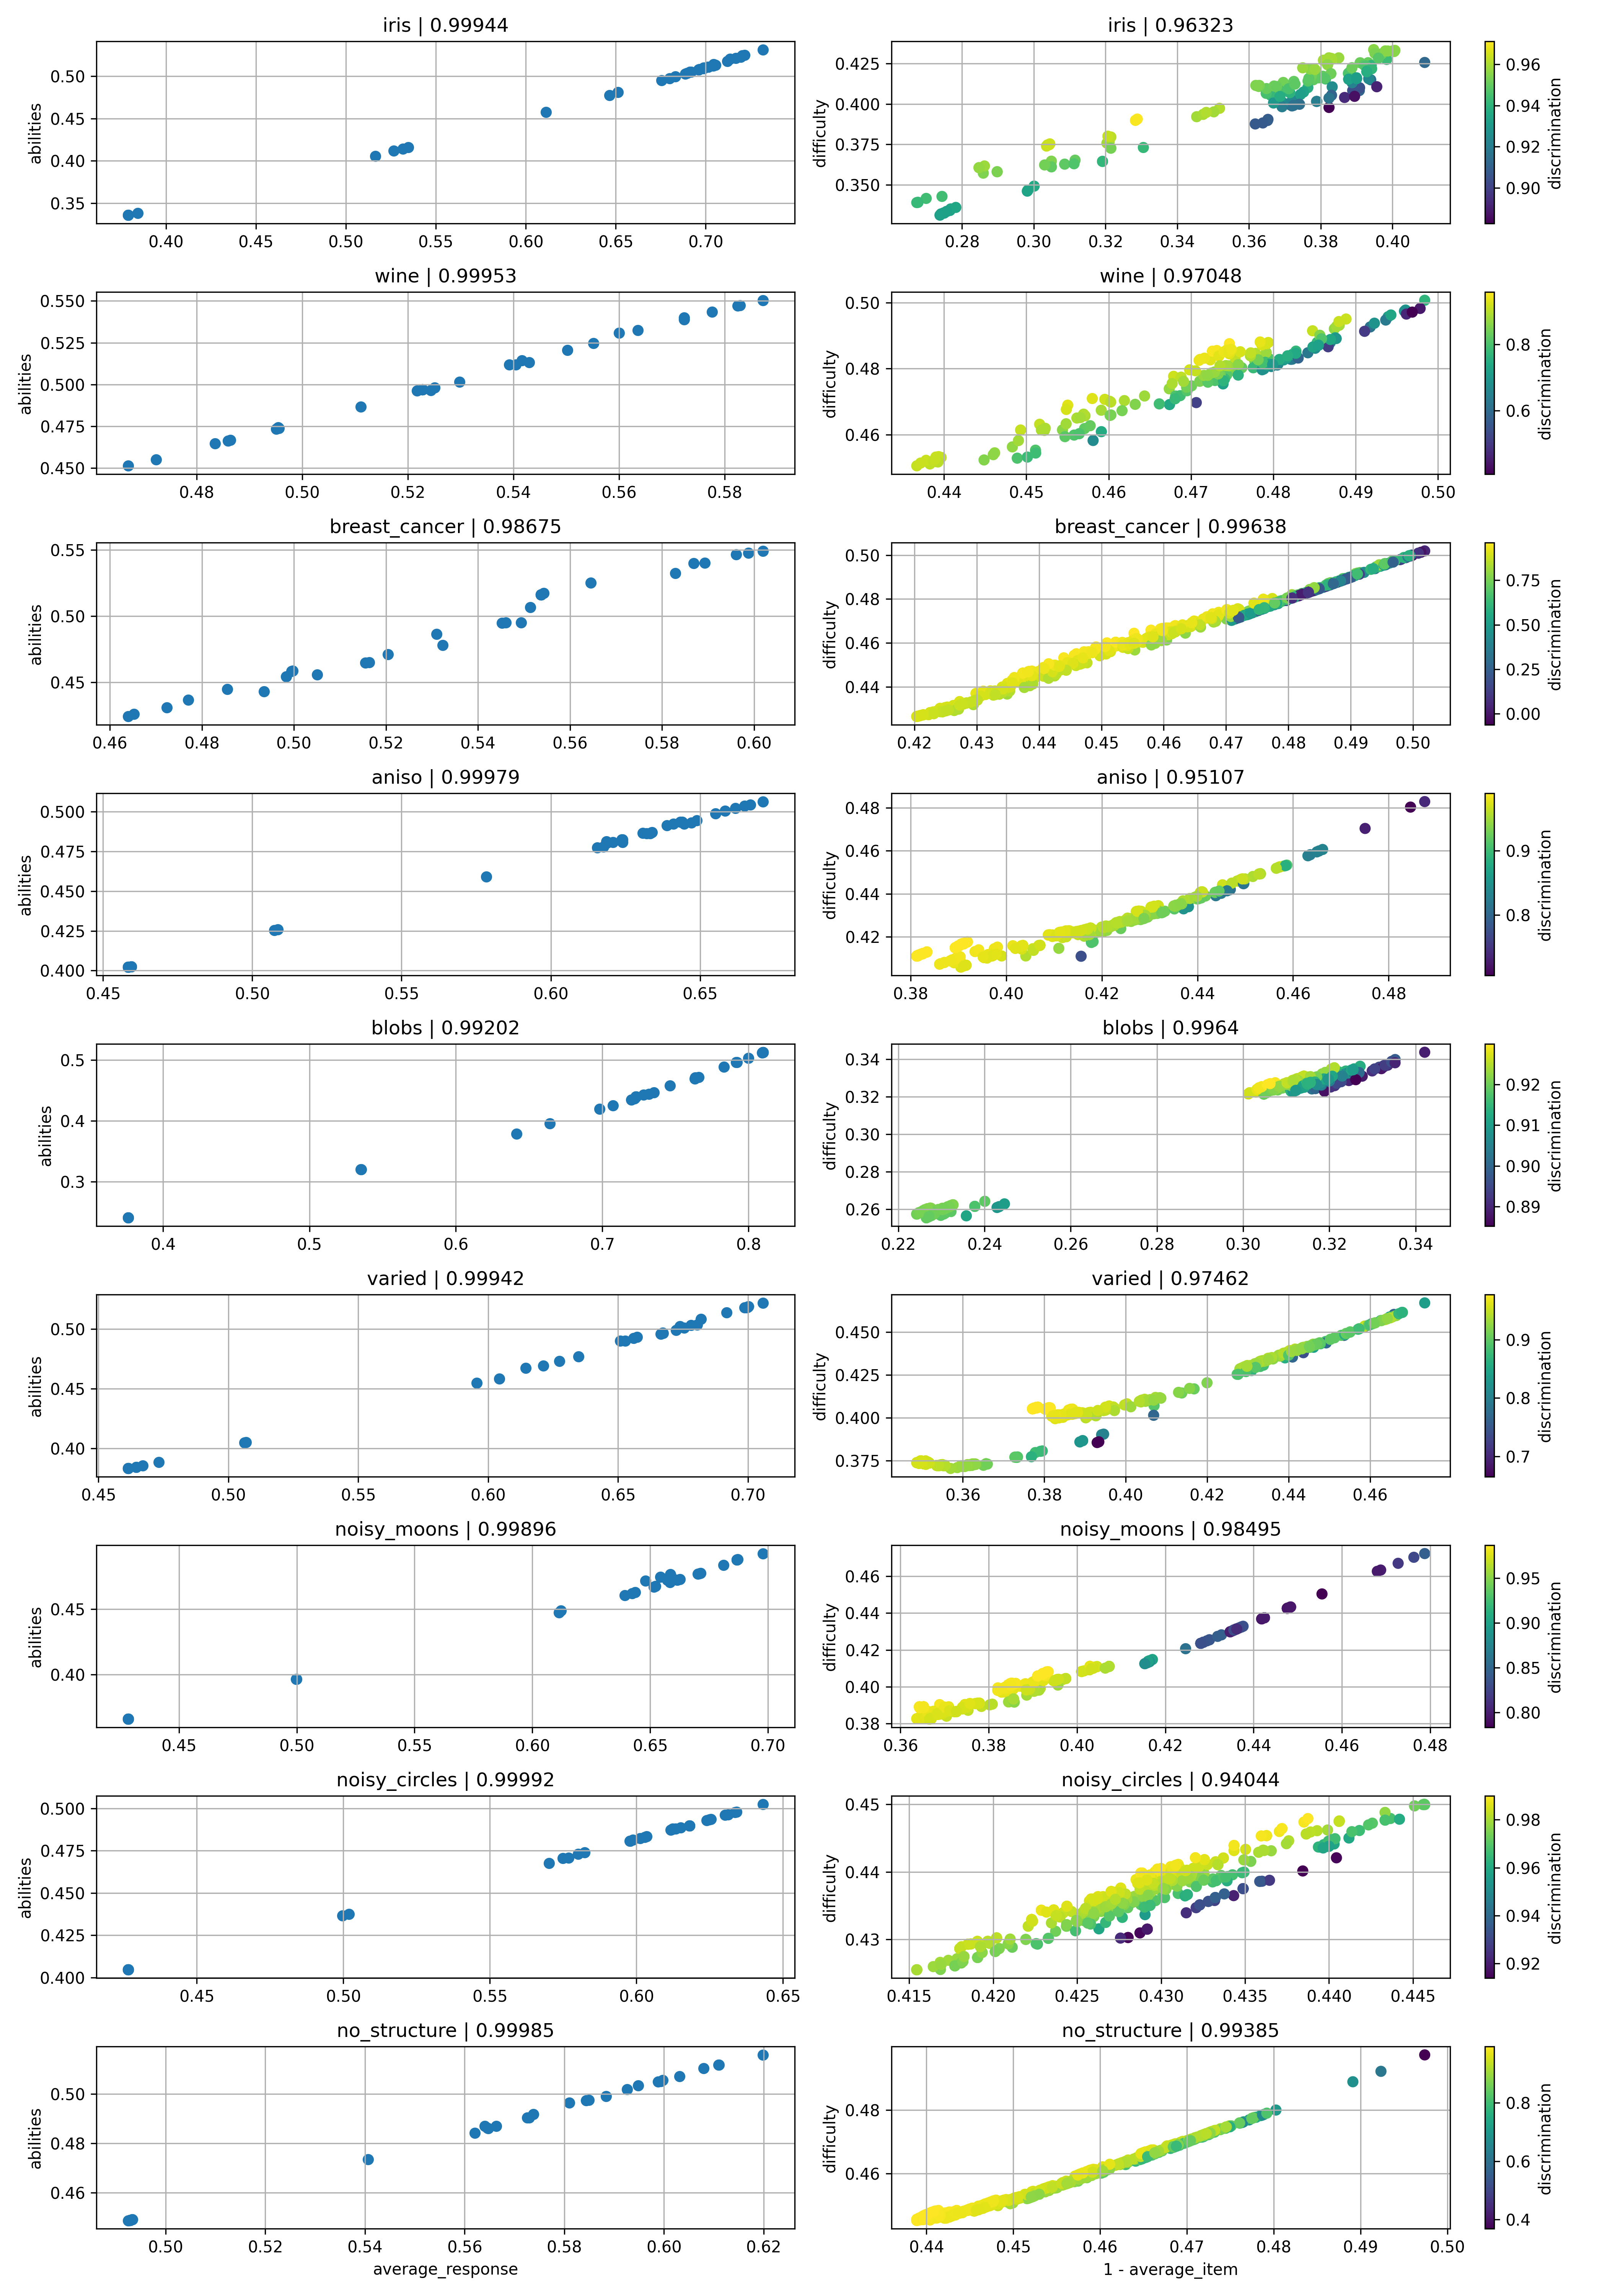 iris | 0.99944
abilities
0.50
0.45
0.40
0.35
0.40 0.45 0.50 0.55 0.60 0.65 0.70
iris | 0.96323
difficulty
0.425
0.400
0.375
0.350
0.28 0.30 0.32 0.34 0.36 0.38 0.40
0.96
0.94
0.92
0.90
discrimination
wine | 0.99953
abilities
0.550
0.525
0.500
0.475
0.450
0.48 0.50 0.52 0.54 0.56 0.58
wine | 0.97048
difficulty
0.50
0.48
0.46
0.44 0.45 0.46 0.47 0.48 0.49 0.50
0.8
0.6
discrimination
breast_cancer | 0.98675
abilities
0.55
0.50
0.45
0.46 0.48 0.50 0.52 0.54 0.56 0.58 0.60
breast_cancer | 0.99638
difficulty
0.50
0.48
0.46
0.44
0.42 0.43 0.44 0.45 0.46 0.47 0.48 0.49 0.50
0.75
0.50
0.25
0.00
discrimination
aniso | 0.99979
abilities
0.500
0.475
0.450
0.425
0.400
0.45 0.50 0.55 0.60 0.65
aniso | 0.95107
difficulty
0.48
0.46
0.44
0.42
0.38 0.40 0.42 0.44 0.46 0.48
0.9
0.8
discrimination
blobs | 0.99202
abilities
0.5
0.4
0.3
0.4 0.5 0.6 0.7 0.8
blobs | 0.9964
difficulty
0.34
0.32
0.30
0.28
0.26
0.22 0.24 0.26 0.28 0.30 0.32 0.34
0.92
0.91
0.90
0.89
discrimination
varied | 0.99942
abilities
0.50
0.45
0.40
0.45 0.50 0.55 0.60 0.65 0.70
varied | 0.97462
difficulty
0.450
0.425
0.400
0.375
0.36 0.38 0.40 0.42 0.44 0.46
0.9
0.8
0.7
discrimination
noisy_moons | 0.99896
abilities
0.45
0.40
0.45 0.50 0.55 0.60 0.65 0.70
noisy_moons | 0.98495
difficulty
0.46
0.44
0.42
0.40
0.38
0.36 0.38 0.40 0.42 0.44 0.46 0.48
0.95
0.90
0.85
0.80
discrimination
noisy_circles | 0.99992
abilities
0.500
0.475
0.450
0.425
0.400
0.45 0.50 0.55 0.60 0.65
noisy_circles | 0.94044
difficulty
0.45
0.44
0.43
0.415 0.420 0.425 0.430 0.435 0.440 0.445
0.98
0.96
0.94
0.92
discrimination
no_structure | 0.99985
abilities
0.50
0.48
0.46
0.50 0.52 0.54 0.56 0.58 0.60 0.62
average_response
no_structure | 0.99385
difficulty
0.48
0.46
0.44 0.45 0.46 0.47 0.48 0.49 0.50
1 - average_item
0.8
0.6
0.4
discrimination